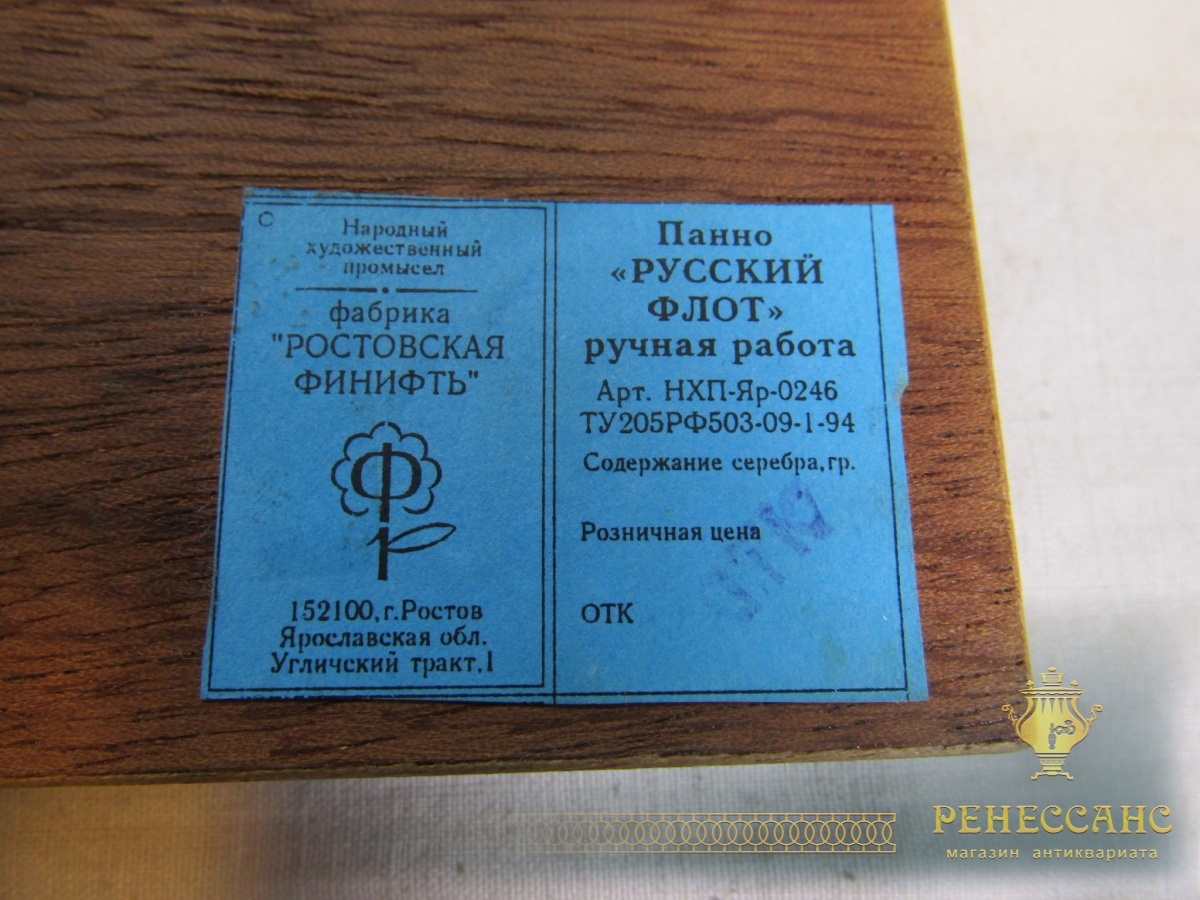 С
Народный
художественный
промысел
фабрика
"РОСТОВСКАЯ
ФИНИФТЬ"
Ф
152100, г.Ростов
Ярославская обл.
Угличский тракт,1
Панно
«РУССКИЙ
ФЛОТ»
ручная работа
Арт. НХП-Яр-0246
ТУ205РФ503-09-1-94
Содержание серебра,гр.
Розничная цена
ОТК
РЕНЕССАНС
магазин антиквариата